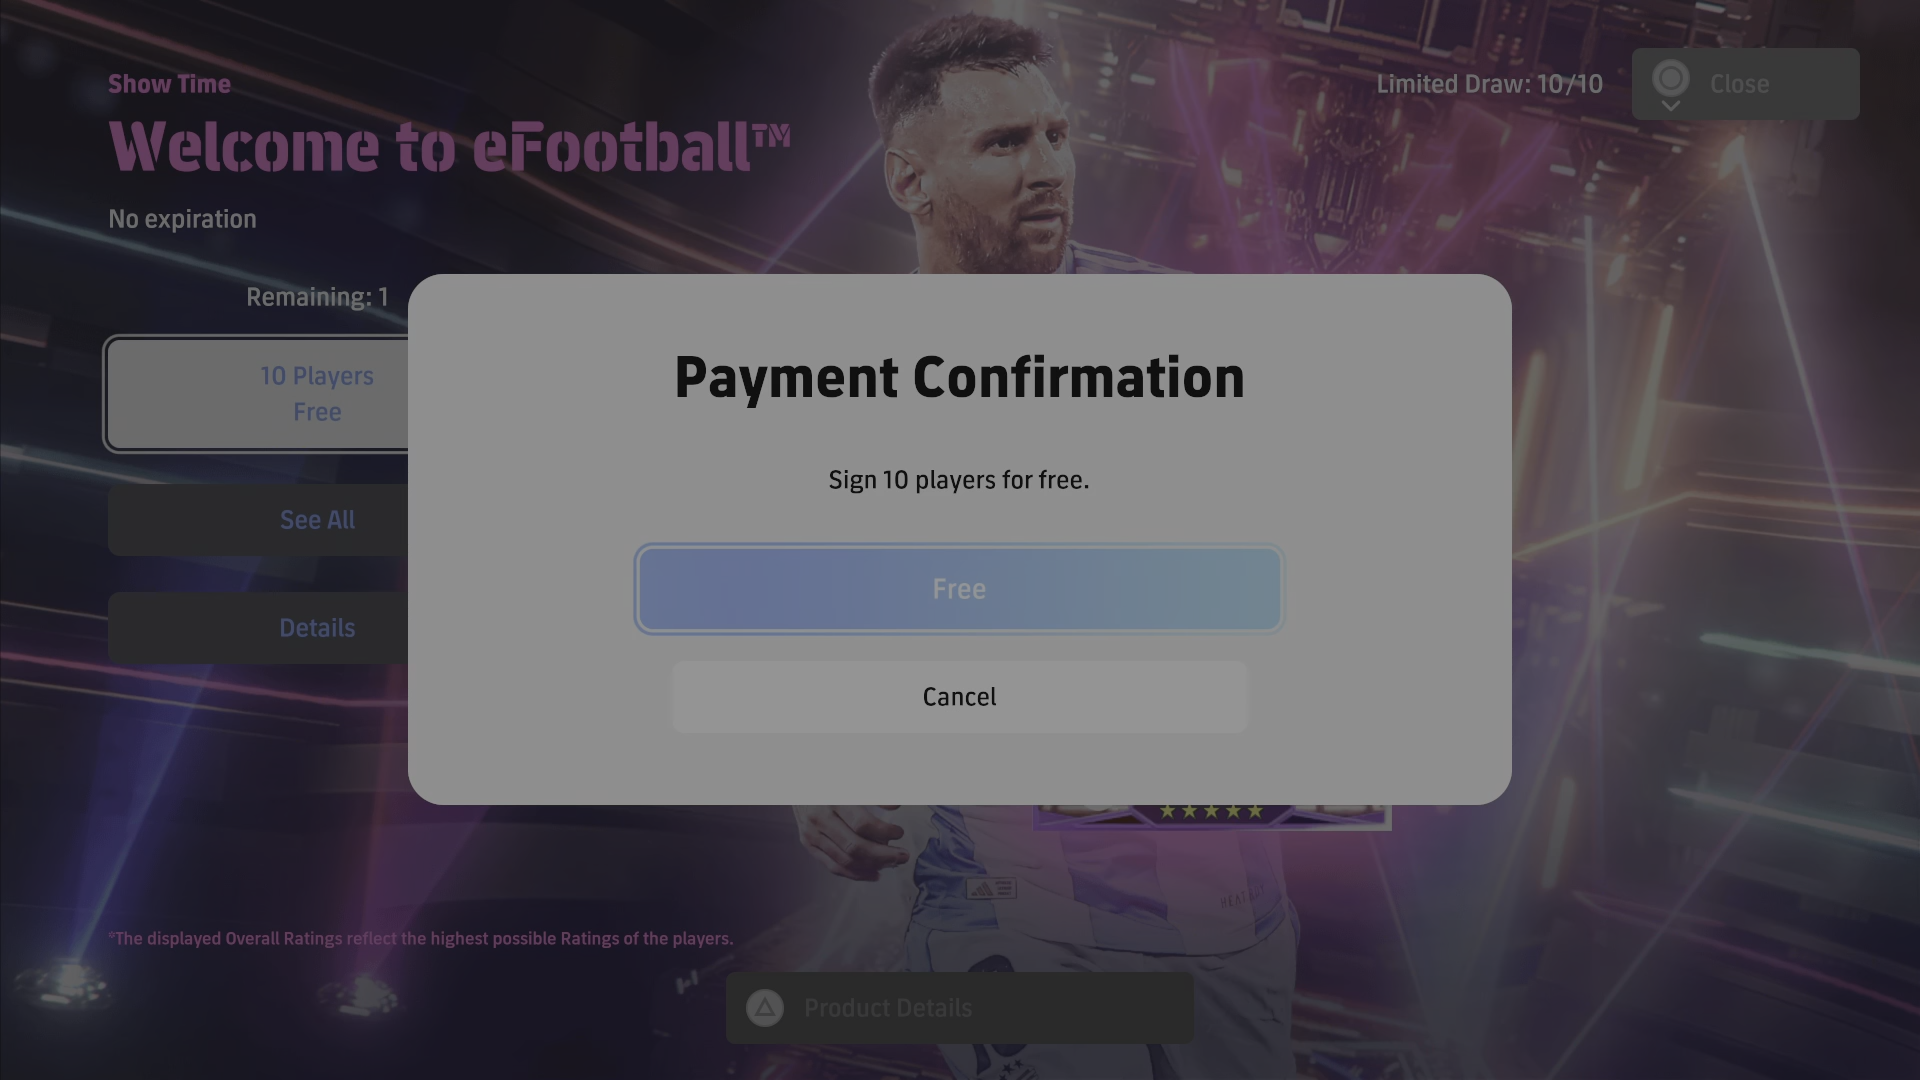 Show Time
Welcome to eFootball™
No expiration
Limited Draw: 10/10
Close
Remaining: 1
10 Players
Free
See All
Details
Payment Confirmation
Sign 10 players for free.
Free
Cancel
*The displayed Overall Ratings reflect the highest possible Ratings of the players.
Product Details